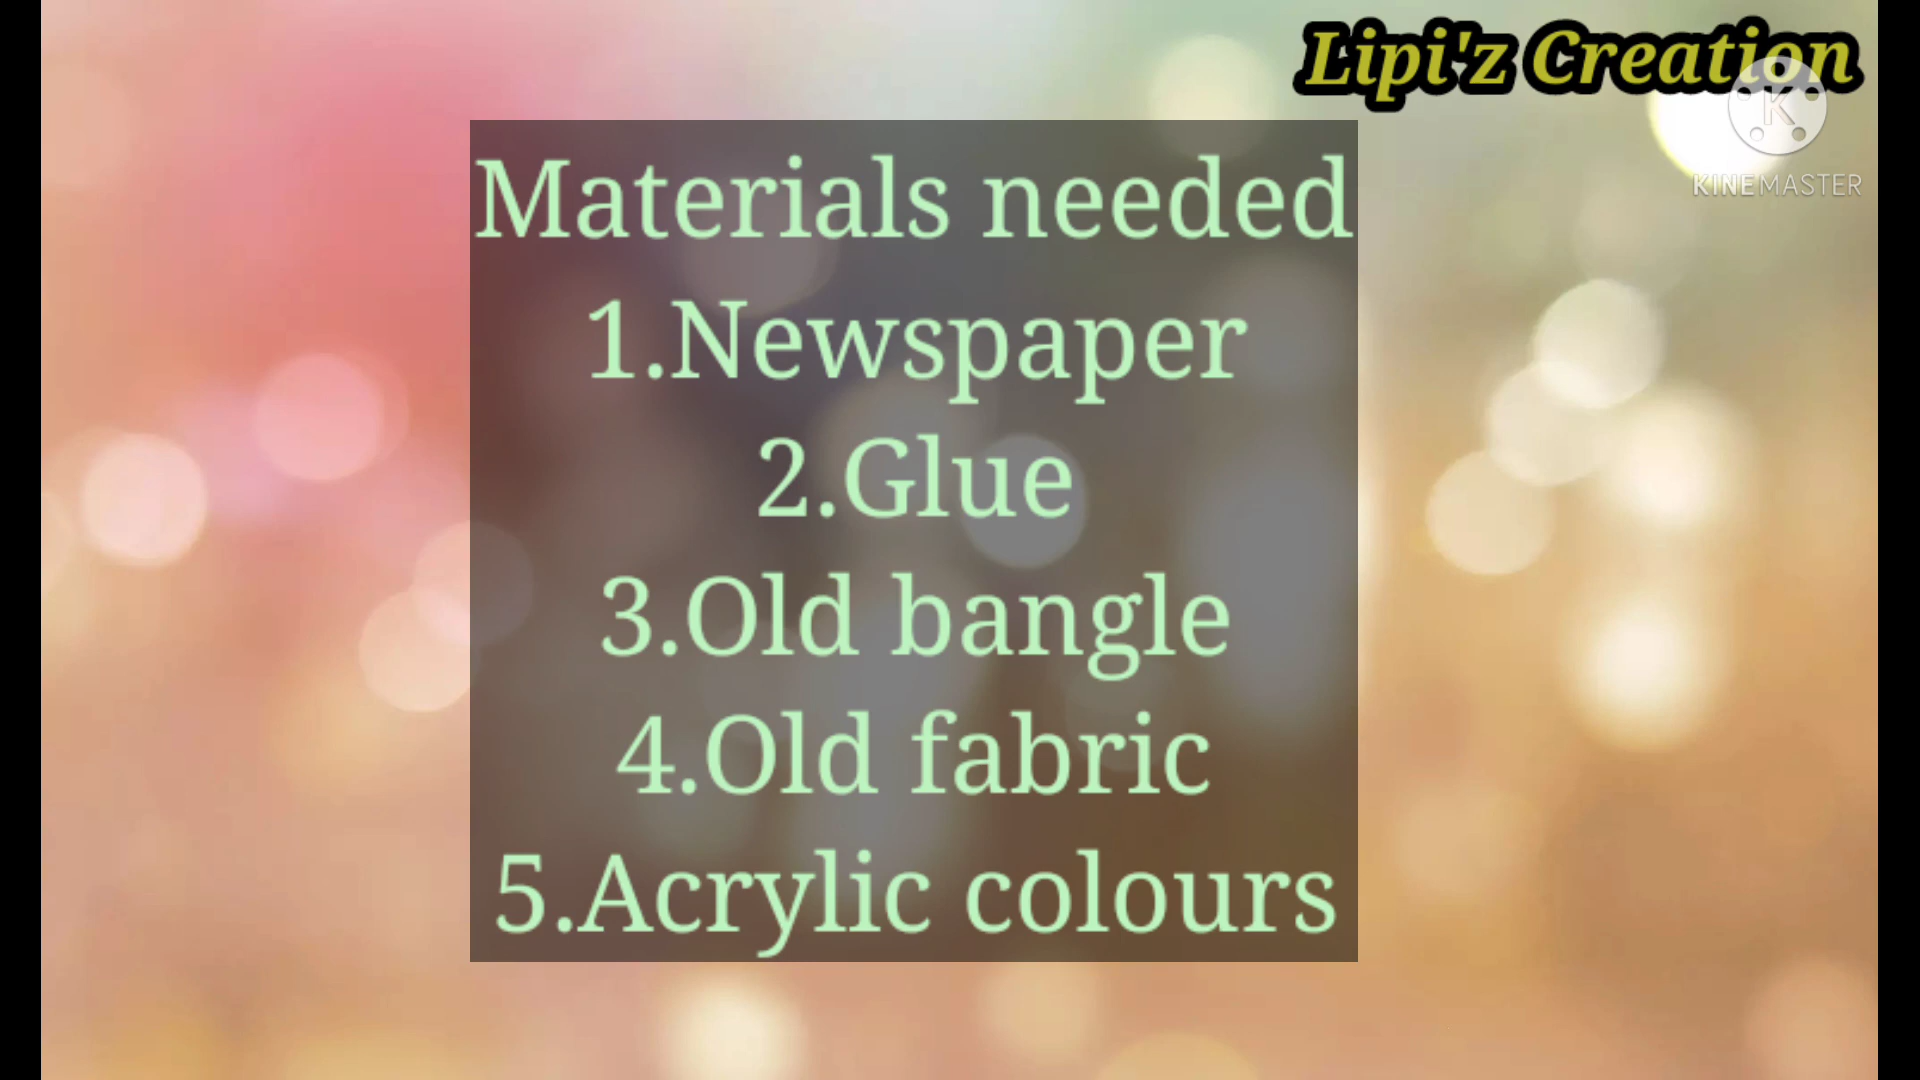 Lipi'z Creation
K
KINEMASTER
Materials needed
1.Newspaper
2.Glue
3.Old bangle
4.Old fabric
5.Acrylic colours